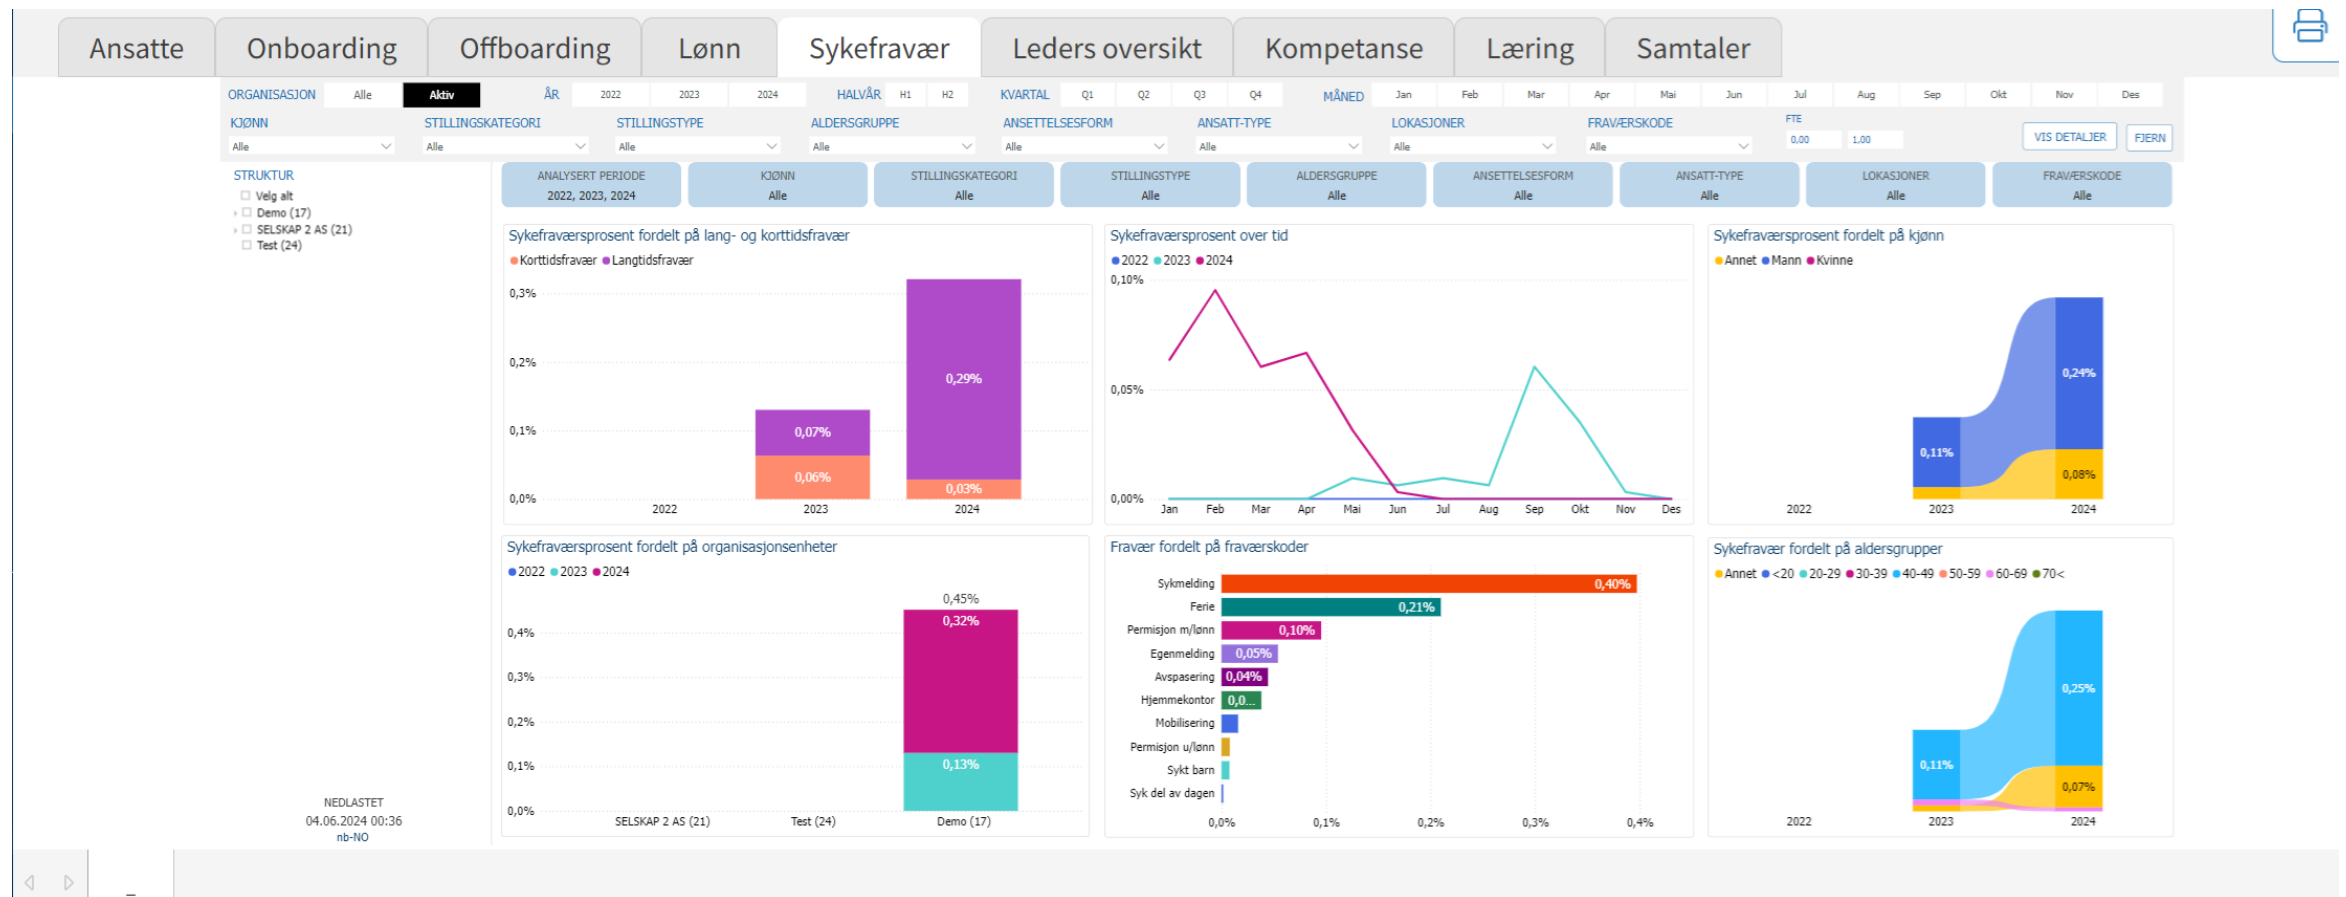 Ansatte Onboarding Offboarding Lønn Sykefravær Leders oversikt Kompetanse Læring Samtaler
ORGANISASJON Alle Aktiv ÅR 2022 2023 2024 HALVÅR H1 H2 KVARTAL Q1 Q2 Q3 Q4 MÅNED Jan Feb Mar Apr Mai Jun Jul Aug Sep Okt Nov Des
KJØNN STILLINGSKATEGORI STILLINGSTYPE ALDERSGRUPPE ANSETTELSESFORM ANSATT-TYPE LOKASJONER FRAVÆRSKODE FTE
Alle Alle Alle Alle Alle Alle Alle Alle 0,00 1,00 VIS DETALJER FJERN
STRUKTUR
Velg alt
Demo (17)
SELSKAP 2 AS (21)
Test (24)
ANALYSERT PERIODE KJØNN STILLINGSKATEGORI STILLINGSTYPE ALDERSGRUPPE ANSETTELSESFORM ANSATT-TYPE LOKASJONER FRAVÆRSKODE
2022, 2023, 2024 Alle Alle Alle Alle Alle Alle Alle Alle
Sykefraværsprosent fordelt på lang- og korttidsfravær
Korttidsfravær Langtidsfravær
0,3%
0,2%
0,29%
0,1%
0,07%
0,06%
0,03%
0,0%
2022 2023 2024
Sykefraværsprosent over tid
2022 2023 2024
0,10%
0,05%
0,00%
Jan Feb Mar Apr Mai Jun Jul Aug Sep Okt Nov Des
Sykefraværsprosent fordelt på kjønn
Annet Mann Kvinne
0,24%
0,11%
0,08%
2022 2023 2024
Sykefraværsprosent fordelt på organisasjonsenheter
2022 2023 2024
0,45%
0,32%
0,4%
0,3%
0,2%
0,1%
0,13%
0,0%
SELSKAP 2 AS (21) Test (24) Demo (17)
Fravær fordelt på fraværskoder
Sykmelding 0,40%
Ferie 0,21%
Permisjon m/lønn 0,10%
Egenmelding 0,05%
Avspasering 0,04%
Hjemmekontor 0,0...
Mobilisering
Permisjon u/lønn
Sykt barn
Syk del av dagen
0,0% 0,1% 0,2% 0,3% 0,4%
Sykefravær fordelt på aldersgrupper
Annet <20 20-29 30-39 40-49 50-59 60-69 70<
0,25%
0,11%
0,07%
2022 2023 2024
NEDLASTET
04.06.2024 00:36
nb-NO